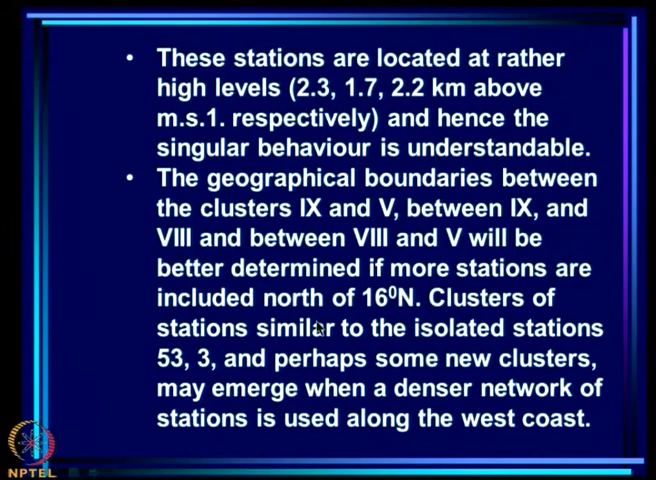 • These stations are located at rather
high levels (2.3, 1.7, 2.2 km above
m.s.1. respectively) and hence the
singular behaviour is understandable.
• The geographical boundaries between
the clusters IX and V, between IX, and
VIII and between VIII and V will be
better determined if more stations are
included north of 16⁰N. Clusters of
stations similar to the isolated stations
53, 3, and perhaps some new clusters,
may emerge when a denser network of
stations is used along the west coast.
NPTEL